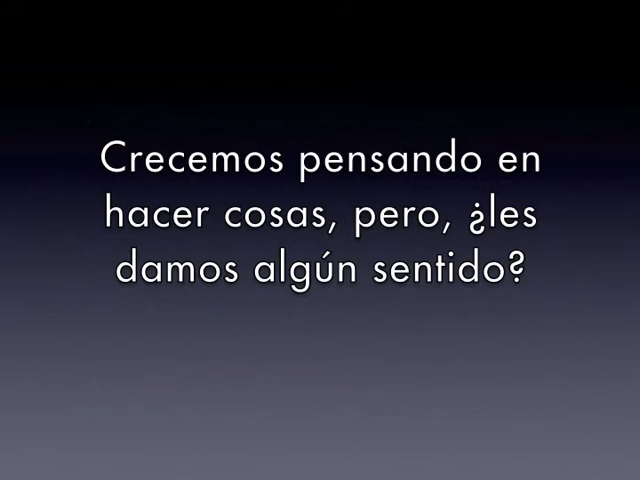 Crecemos pensando en
hacer cosas, pero, ¿les
damos algún sentido?